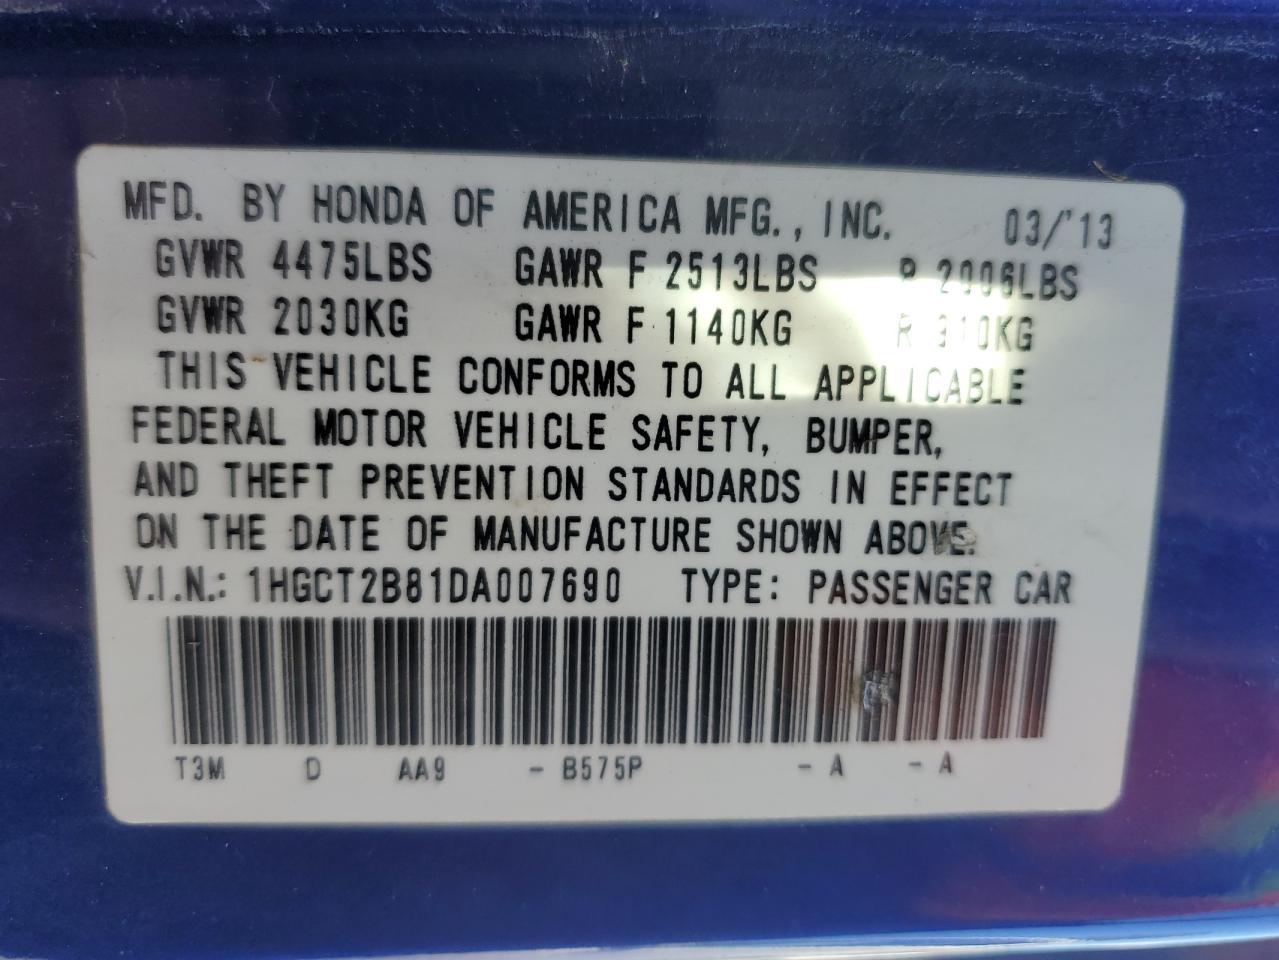 MFD. BY HONDA OF AMERICA MFG., INC. 03/'13
GVWR 4475LBS GAWR F 2513LBS R 2006LBS
GVWR 2030KG GAWR F 1140KG R 910KG
THIS VEHICLE CONFORMS TO ALL APPLICABLE
FEDERAL MOTOR VEHICLE SAFETY, BUMPER,
AND THEFT PREVENTION STANDARDS IN EFFECT
ON THE DATE OF MANUFACTURE SHOWN ABOVE.
V.I.N.: 1HGCT2B81DA007690 TYPE: PASSENGER CAR
T3M D AA9 - B575P - A - A